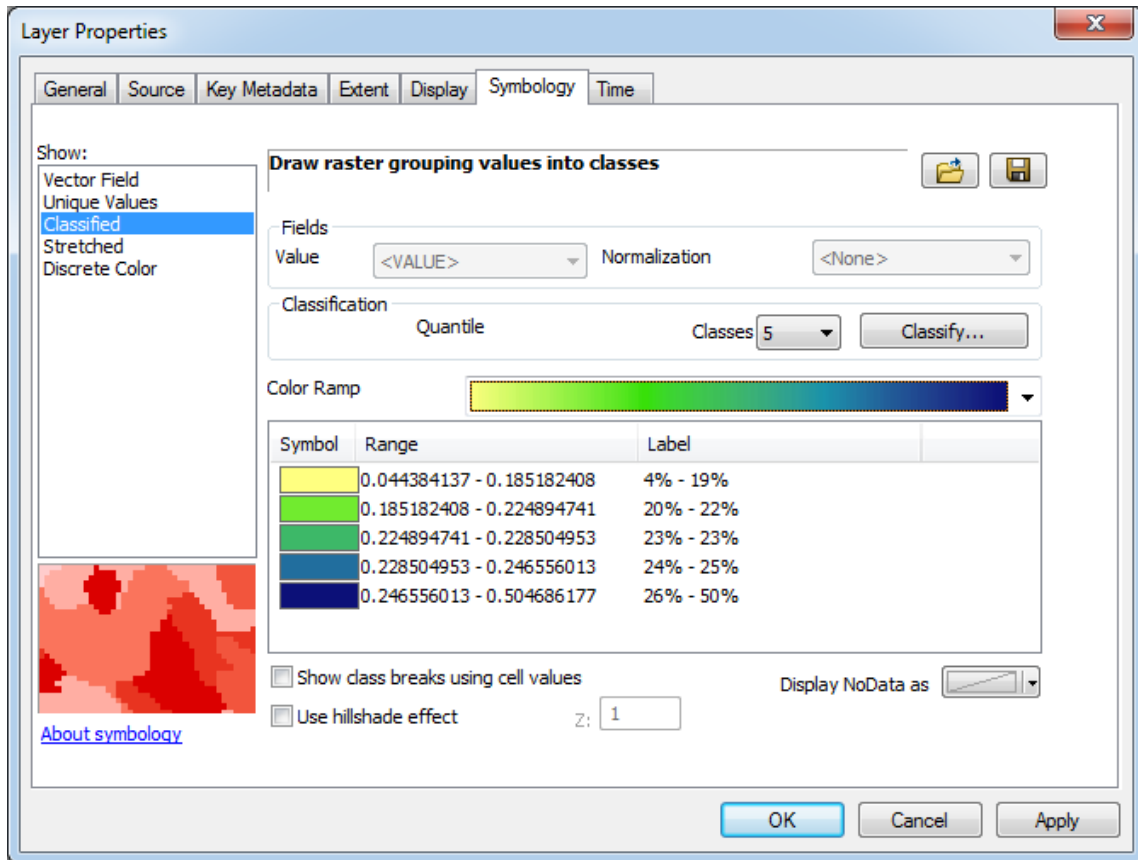 Layer Properties
General Source Key Metadata Extent Display Symbology Time
Show:
Vector Field
Unique Values
Classified
Stretched
Discrete Color
About symbology
Draw raster grouping values into classes
Fields
Value <VALUE> Normalization <None>
Classification
Quantile Classes 5 Classify...
Color Ramp
Symbol Range Label
0.044384137 - 0.185182408 4% - 19%
0.185182408 - 0.224894741 20% - 22%
0.224894741 - 0.228504953 23% - 23%
0.228504953 - 0.246556013 24% - 25%
0.246556013 - 0.504686177 26% - 50%
Show class breaks using cell values Display NoData as
Use hillshade effect Z: 1
OK Cancel Apply